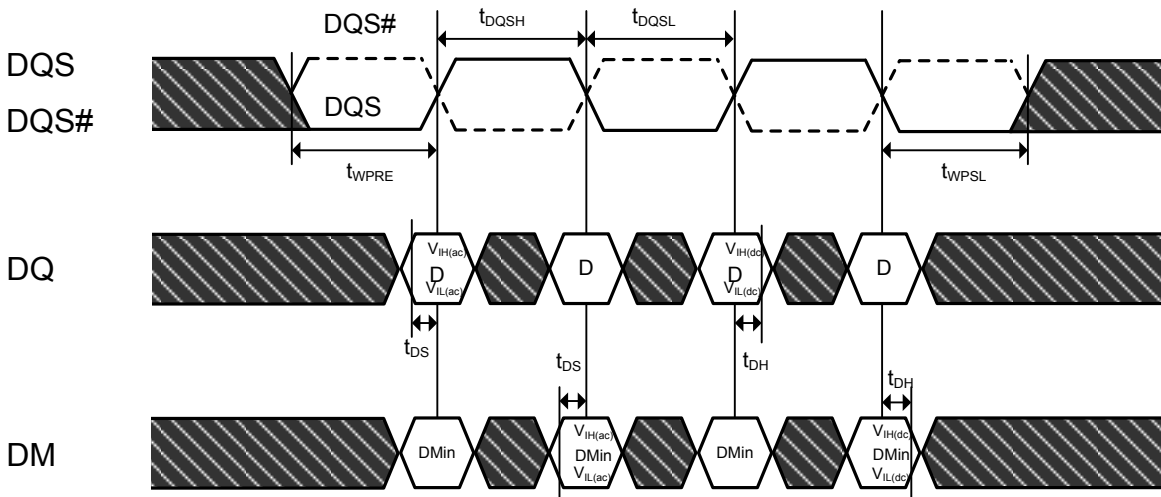 DQS#
tDQSH
tDQSL
DQS
DQS
DQS#
tWPRE
tWPSL
VIH(ac)
VIH(dc)
DQ
D
D
D
D
VIL(ac)
VIL(dc)
tDS
tDS
tDH
tDH
VIH(ac)
VIH(dc)
DM
DMin
DMin
DMin
DMin
VIL(ac)
VIL(dc)